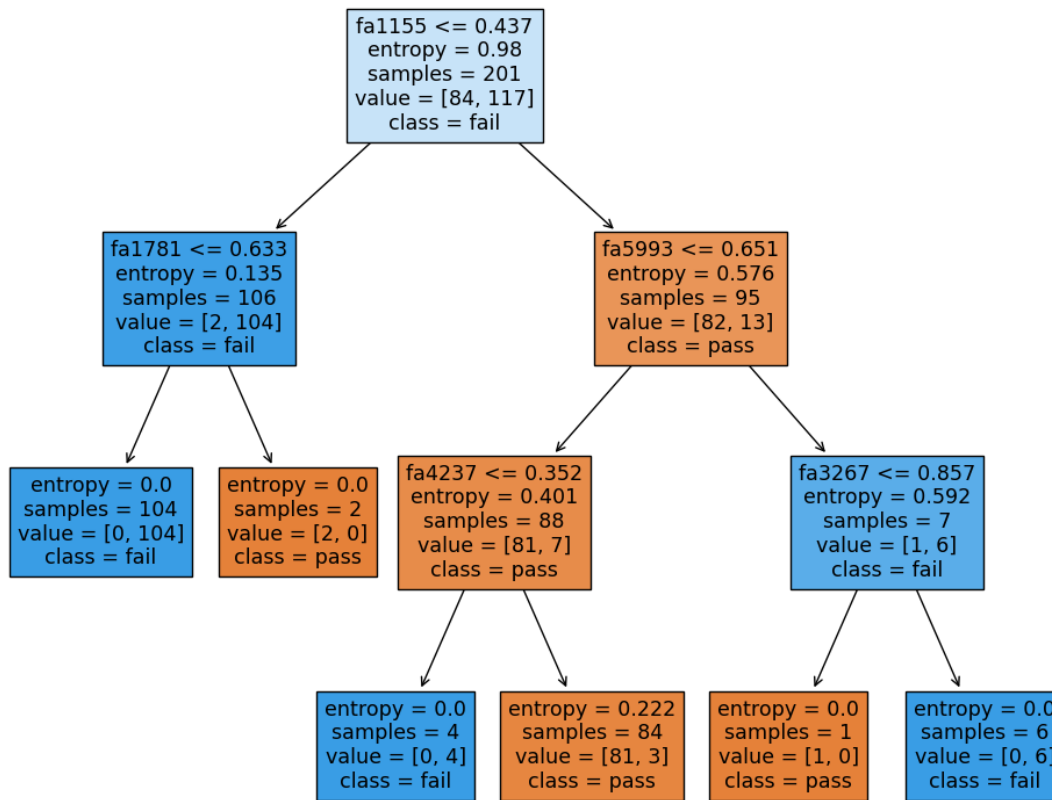 fa1155 <= 0.437
entropy = 0.98
samples = 201
value = [84, 117]
class = fail
fa1781 <= 0.633
entropy = 0.135
samples = 106
value = [2, 104]
class = fail
fa5993 <= 0.651
entropy = 0.576
samples = 95
value = [82, 13]
class = pass
entropy = 0.0
samples = 104
value = [0, 104]
class = fail
entropy = 0.0
samples = 2
value = [2, 0]
class = pass
fa4237 <= 0.352
entropy = 0.401
samples = 88
value = [81, 7]
class = pass
fa3267 <= 0.857
entropy = 0.592
samples = 7
value = [1, 6]
class = fail
entropy = 0.0
samples = 4
value = [0, 4]
class = fail
entropy = 0.222
samples = 84
value = [81, 3]
class = pass
entropy = 0.0
samples = 1
value = [1, 0]
class = pass
entropy = 0.0
samples = 6
value = [0, 6]
class = fail